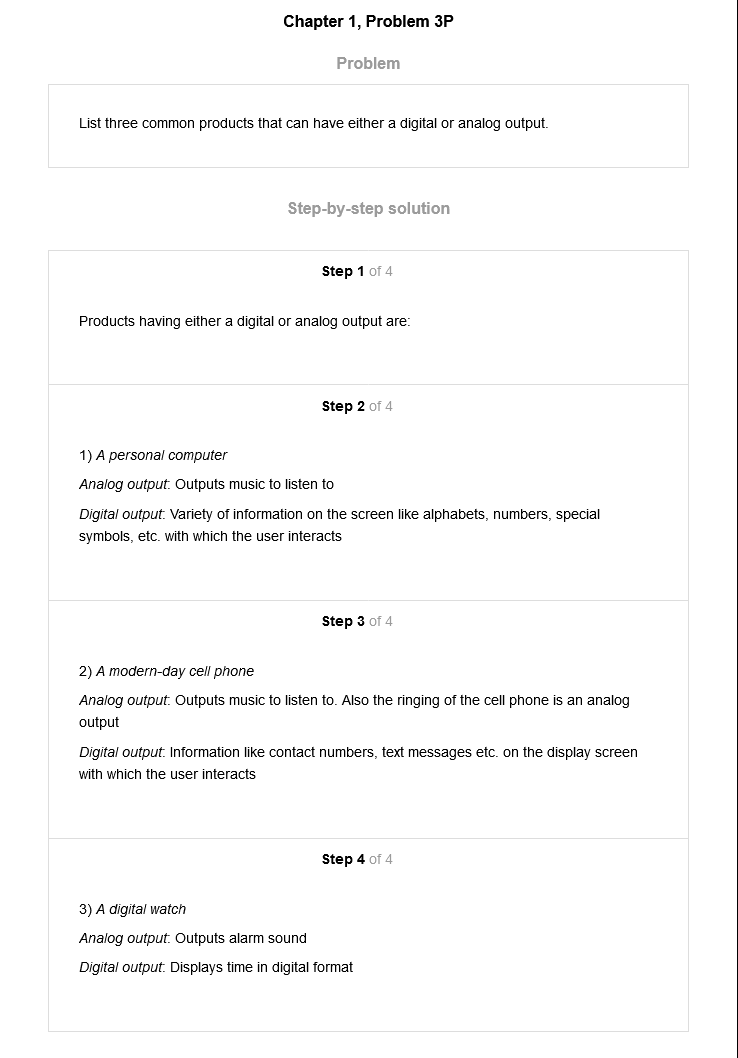 Chapter 1, Problem 3P
Problem
List three common products that can have either a digital or analog output.
Step-by-step solution
Step 1 of 4
Products having either a digital or analog output are:
Step 2 of 4
1) A personal computer
Analog output: Outputs music to listen to
Digital output: Variety of information on the screen like alphabets, numbers, special
symbols, etc. with which the user interacts
Step 3 of 4
2) A modern-day cell phone
Analog output: Outputs music to listen to. Also the ringing of the cell phone is an analog
output
Digital output: Information like contact numbers, text messages etc. on the display screen
with which the user interacts
Step 4 of 4
3) A digital watch
Analog output: Outputs alarm sound
Digital output: Displays time in digital format